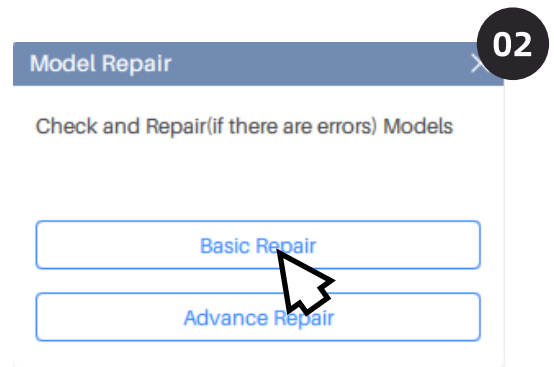 02
Model Repair
Check and Repair(if there are errors) Models
Basic Repair
Advance Repair